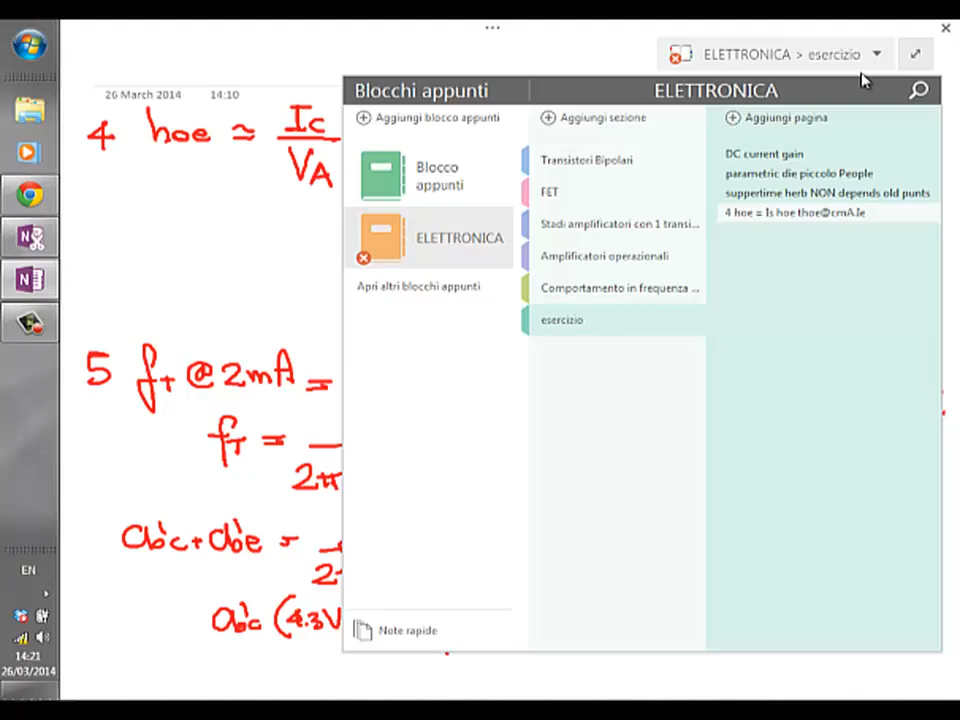 ELETTRONICA > esercizio
26 March 2014 14:10
Blocchi appunti
ELETTRONICA
Aggiungi blocco appunti
Aggiungi sezione
Aggiungi pagina
Blocco appunti
ELETTRONICA
Apri altri blocchi appunti
Note rapide
Transistori Bipolari
FET
Stadi amplificatori con 1 transi...
Amplificatori operazionali
Comportamento in frequenza ...
esercizio
DC current gain
parametric die piccolo People
suppertime herb NON depends old punts
4 hoe = Is hoe thoe@cmA.Ie
4 hoe ≃ Ic / VA
5 fT @ 2mA =
fT =
2π
Cb'c + Cb'e =
2
Cb'c (4.3V
EN
14:21
26/03/2014